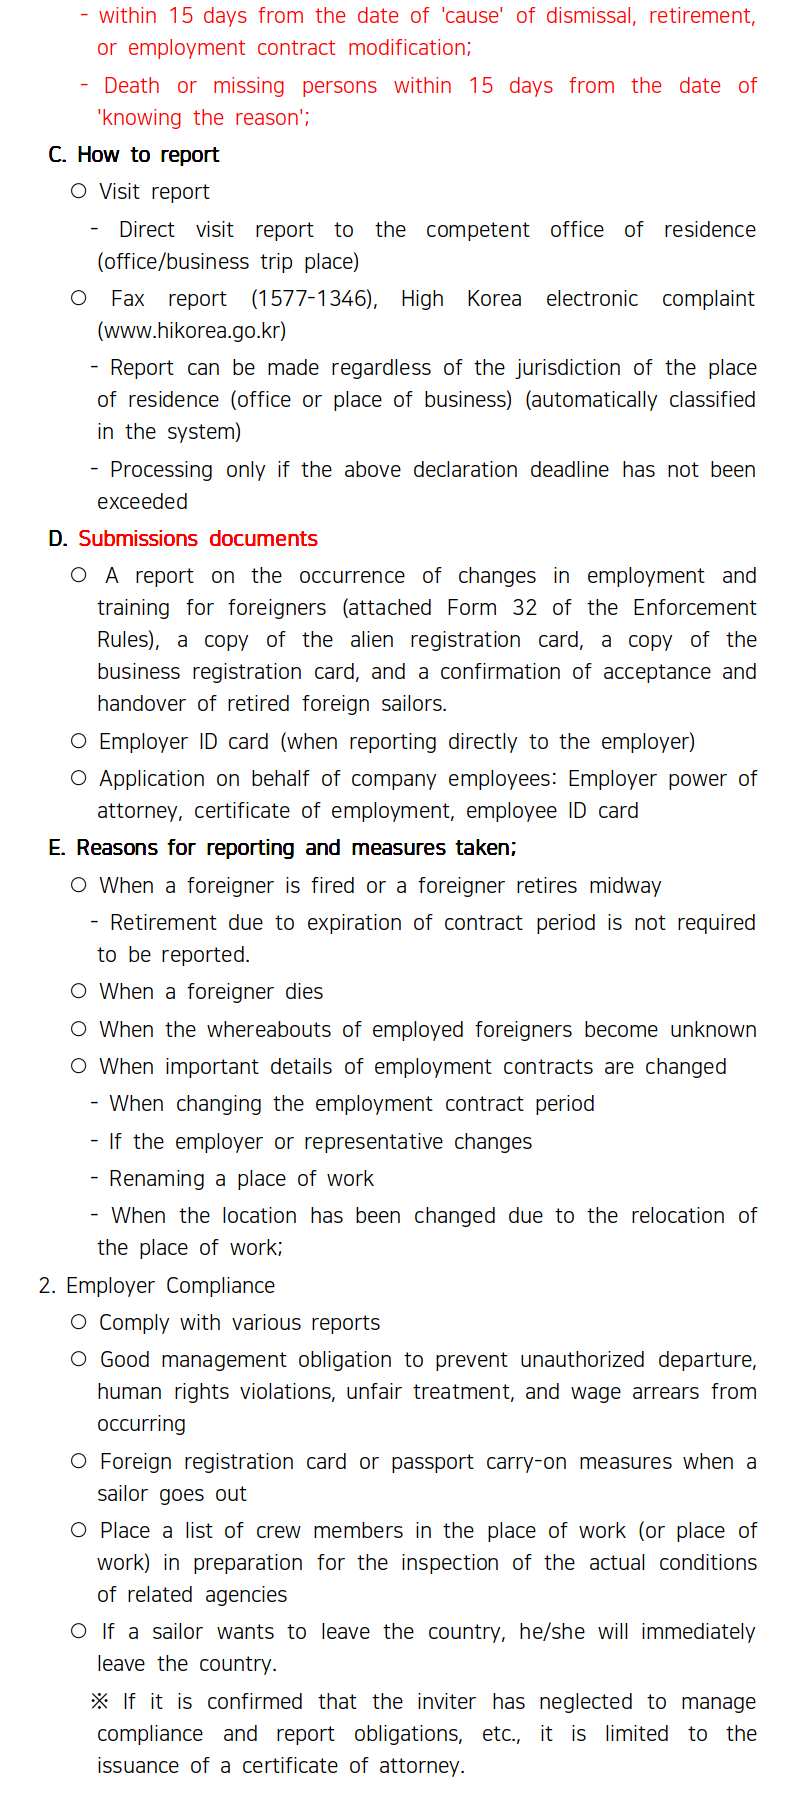 - within 15 days from the date of 'cause' of dismissal, retirement,
or employment contract modification;
- Death or missing persons within 15 days from the date of
'knowing the reason';
C. How to report
○ Visit report
- Direct visit report to the competent office of residence
(office/business trip place)
○ Fax report (1577-1346), High Korea electronic complaint
(www.hikorea.go.kr)
- Report can be made regardless of the jurisdiction of the place
of residence (office or place of business) (automatically classified
in the system)
- Processing only if the above declaration deadline has not been
exceeded
D. Submissions documents
○ A report on the occurrence of changes in employment and
training for foreigners (attached Form 32 of the Enforcement
Rules), a copy of the alien registration card, a copy of the
business registration card, and a confirmation of acceptance and
handover of retired foreign sailors.
○ Employer ID card (when reporting directly to the employer)
○ Application on behalf of company employees: Employer power of
attorney, certificate of employment, employee ID card
E. Reasons for reporting and measures taken;
○ When a foreigner is fired or a foreigner retires midway
- Retirement due to expiration of contract period is not required
to be reported.
○ When a foreigner dies
○ When the whereabouts of employed foreigners become unknown
○ When important details of employment contracts are changed
- When changing the employment contract period
- If the employer or representative changes
- Renaming a place of work
- When the location has been changed due to the relocation of
the place of work;
2. Employer Compliance
○ Comply with various reports
○ Good management obligation to prevent unauthorized departure,
human rights violations, unfair treatment, and wage arrears from
occurring
○ Foreign registration card or passport carry-on measures when a
sailor goes out
○ Place a list of crew members in the place of work (or place of
work) in preparation for the inspection of the actual conditions
of related agencies
○ If a sailor wants to leave the country, he/she will immediately
leave the country.
※ If it is confirmed that the inviter has neglected to manage
compliance and report obligations, etc., it is limited to the
issuance of a certificate of attorney.